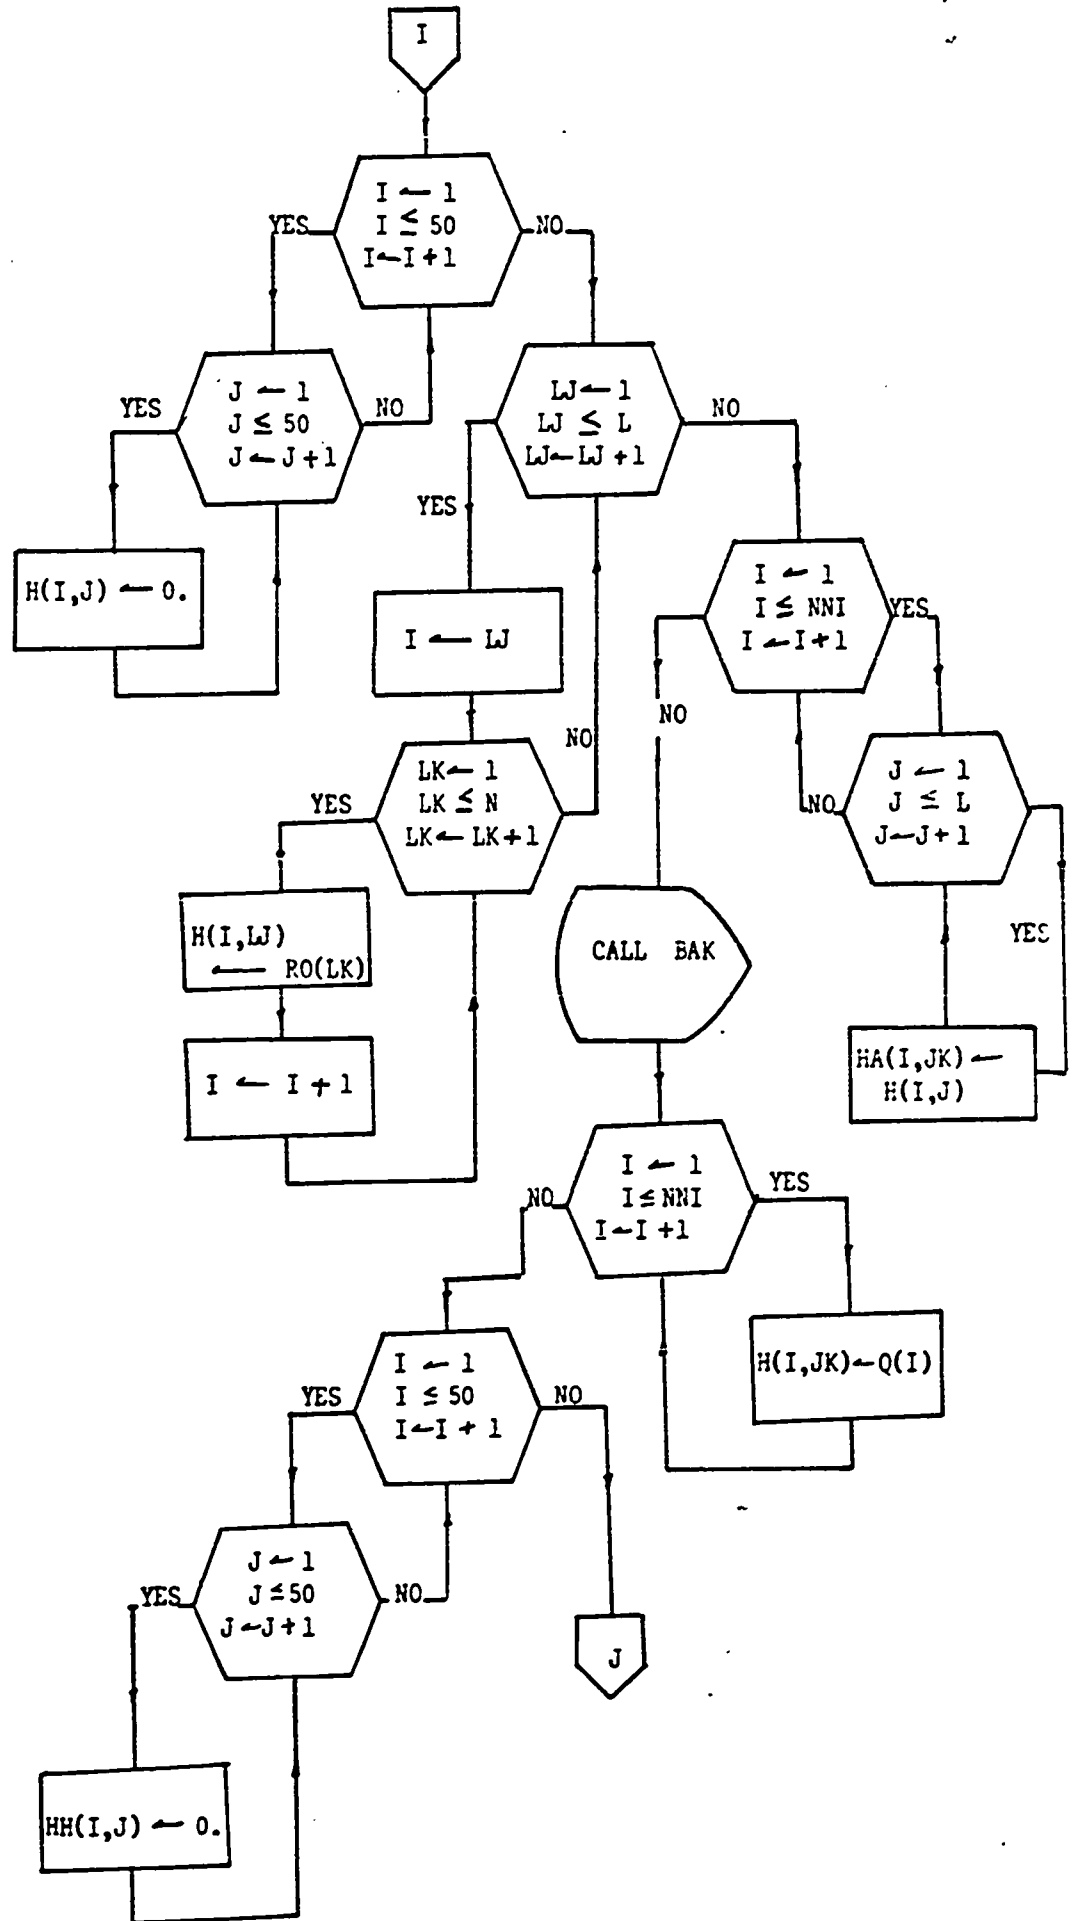 I
I ← 1
I ≤ 50
I←I+1
YES
NO
J ← 1
J ≤ 50
J ← J+1
YES
NO
H(I,J) ← 0.
LJ← 1
LJ ≤ L
LJ←LJ+1
YES
NO
I ← LJ
LK← 1
LK ≤ N
LK← LK+1
YES
NO
H(I,LJ)
← RO(LK)
I ← I + 1
I ← 1
I ≤ NNI
I ← I+1
YES
NO
J ← 1
J ≤ L
J←J+1
NO
YES
HA(I,JK) ←
H(I,J)
CALL BAK
I ← 1
I≤NNI
I←I+1
NO
YES
H(I,JK)←Q(I)
I ← 1
I ≤ 50
I←I + 1
YES
NO
J ← 1
J ≤50
J←J+1
YES
NO
J
HH(I,J) ← 0.